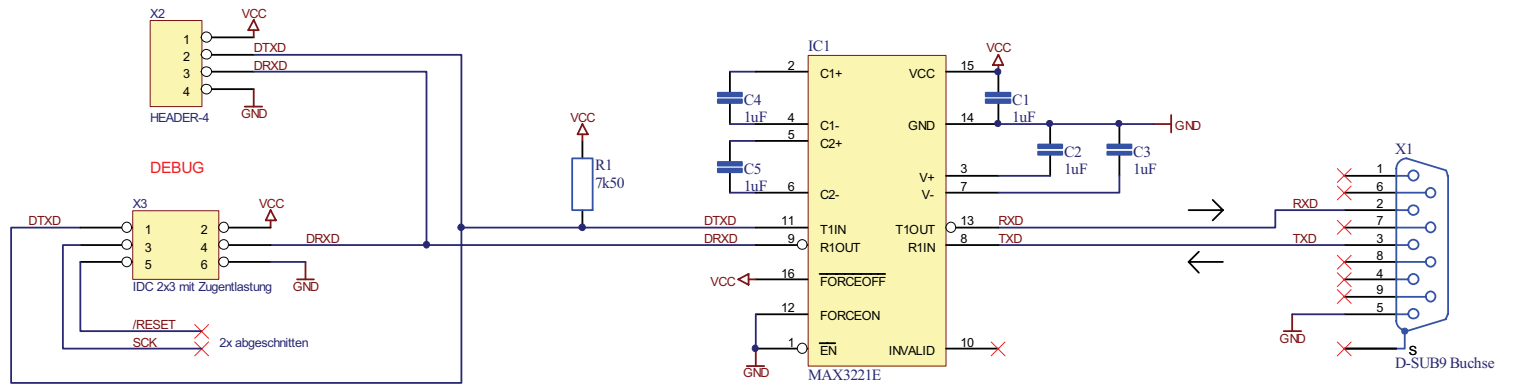 X2
1 VCC
2 DTXD
3 DRXD
4 GND
HEADER-4
DEBUG
X3
DTXD 1 2 VCC
3 4 DRXD
5 6 GND
IDC 2x3 mit Zugentlastung
/RESET
SCK
2x abgeschnitten
VCC
R1
7k50
C4
1uF
C5
1uF
IC1
2 C1+ VCC 15 VCC
4 C1- GND 14 GND
5 C2+
V+ 3
6 C2- V- 7
DTXD 11 T1IN T1OUT 13 RXD
DRXD 9 R1OUT R1IN 8 TXD
VCC 16 FORCEOFF
12 FORCEON
1 EN INVALID 10
GND
MAX3221E
C1
1uF
C2
1uF
C3
1uF
X1
1
6
RXD 2
7
TXD 3
8
4
9
5
GND
S
D-SUB9 Buchse